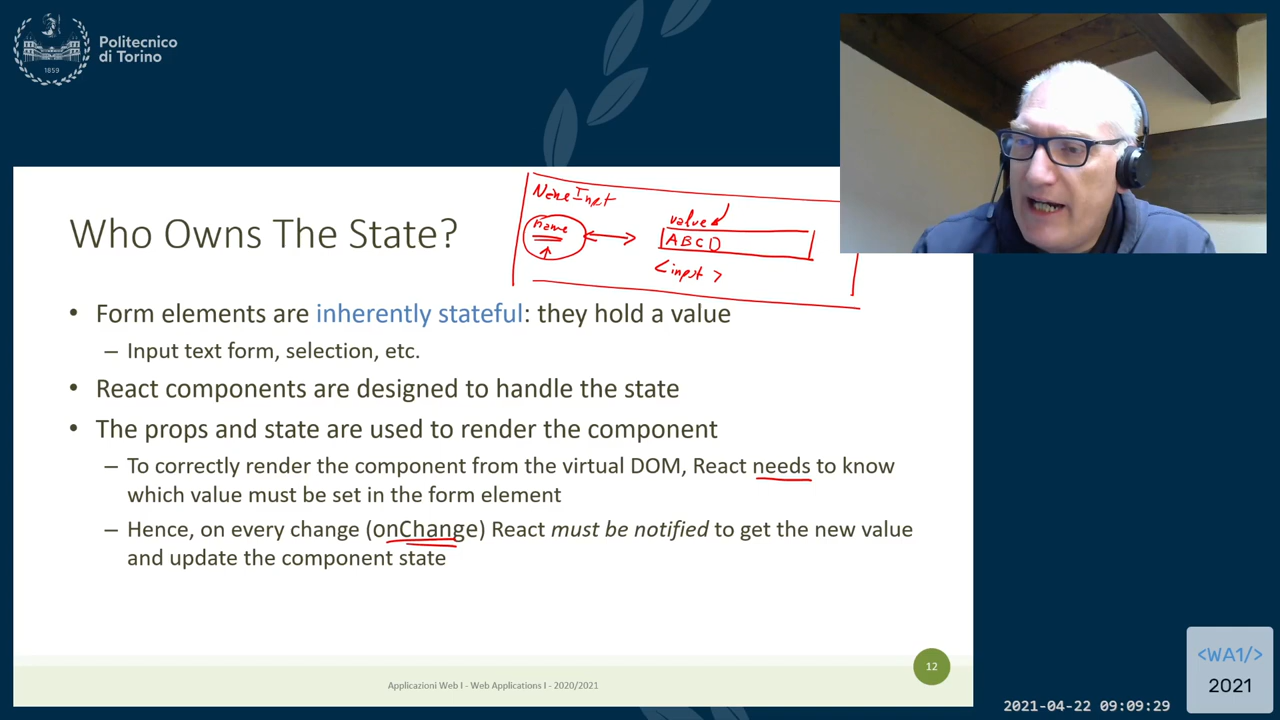 Politecnico
di Torino
1859
NameInput
name
value
ABCD
<input>
Who Owns The State?
• Form elements are inherently stateful: they hold a value
– Input text form, selection, etc.
• React components are designed to handle the state
• The props and state are used to render the component
– To correctly render the component from the virtual DOM, React needs to know
which value must be set in the form element
– Hence, on every change (onChange) React must be notified to get the new value
and update the component state
12
Applicazioni Web I - Web Applications I - 2020/2021
<WA1/>
2021
2021-04-22 09:09:29